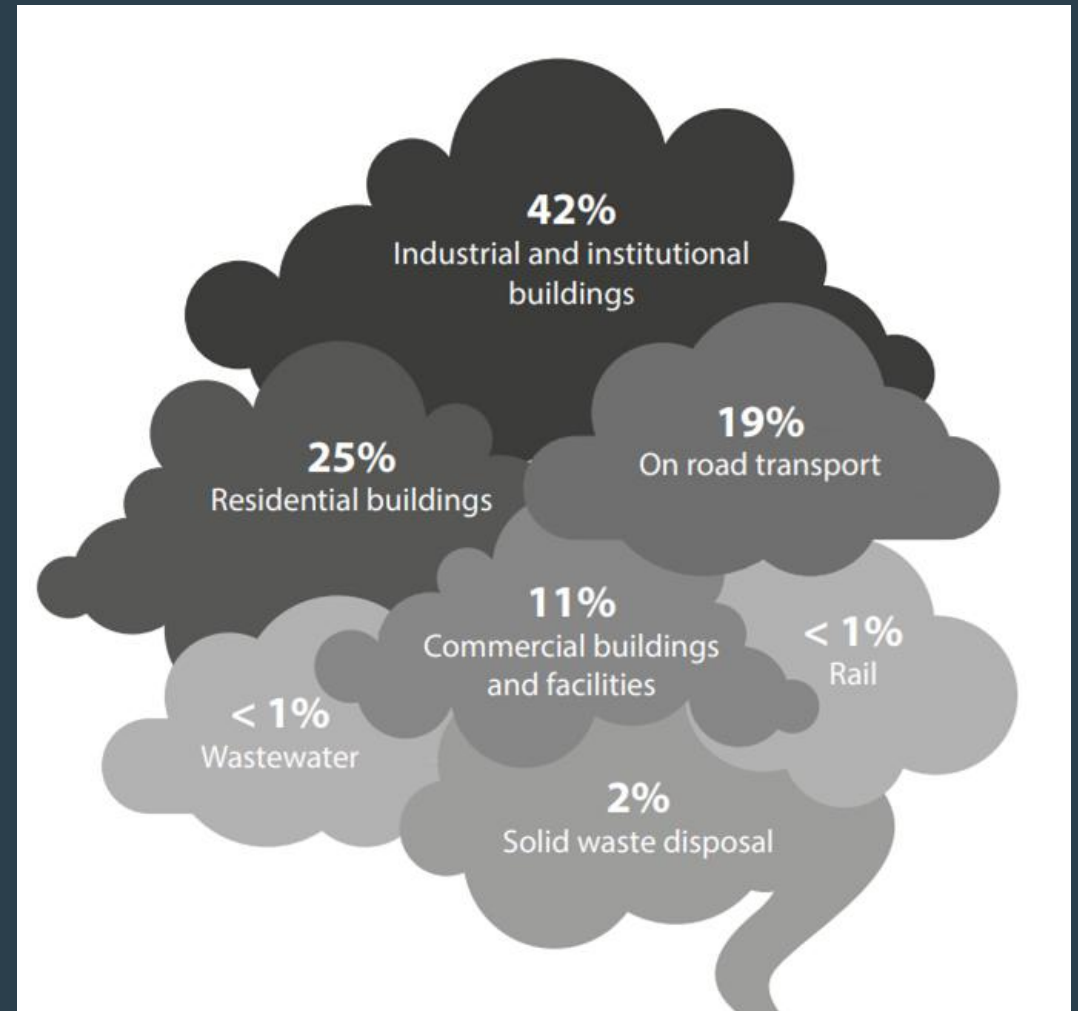 42%
Industrial and institutional
buildings
19%
On road transport
25%
Residential buildings
11%
Commercial buildings
and facilities
< 1%
Rail
< 1%
Wastewater
2%
Solid waste disposal